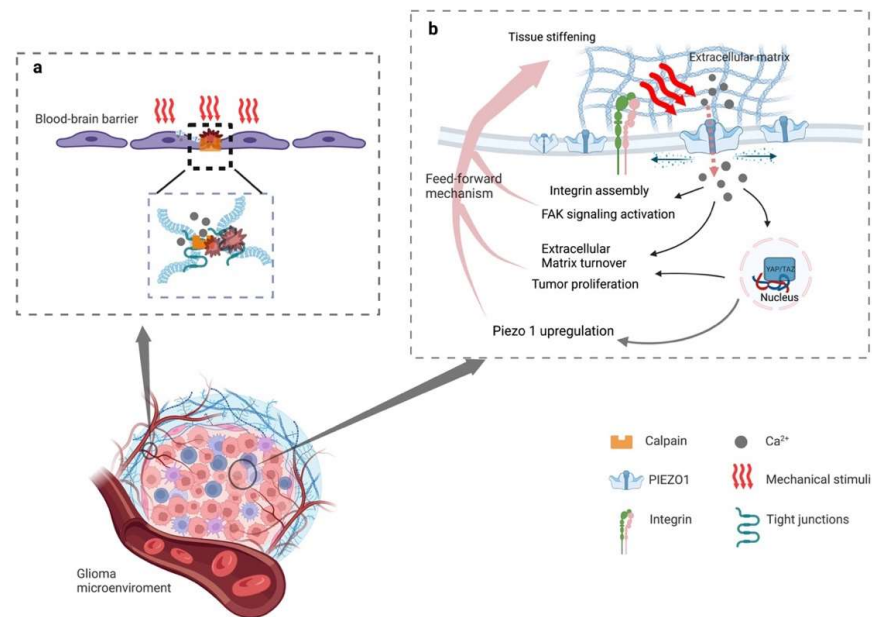 a
Blood-brain barrier
b
Tissue stiffening
Extracellular matrix
Feed-forward
mechanism
Integrin assembly
FAK signaling activation
Extracellular
Matrix turnover
Tumor proliferation
YAP/TAZ
Nucleus
Piezo 1 upregulation
Glioma
microenviroment
Calpain
Ca²⁺
PIEZO1
Mechanical stimuli
Integrin
Tight junctions